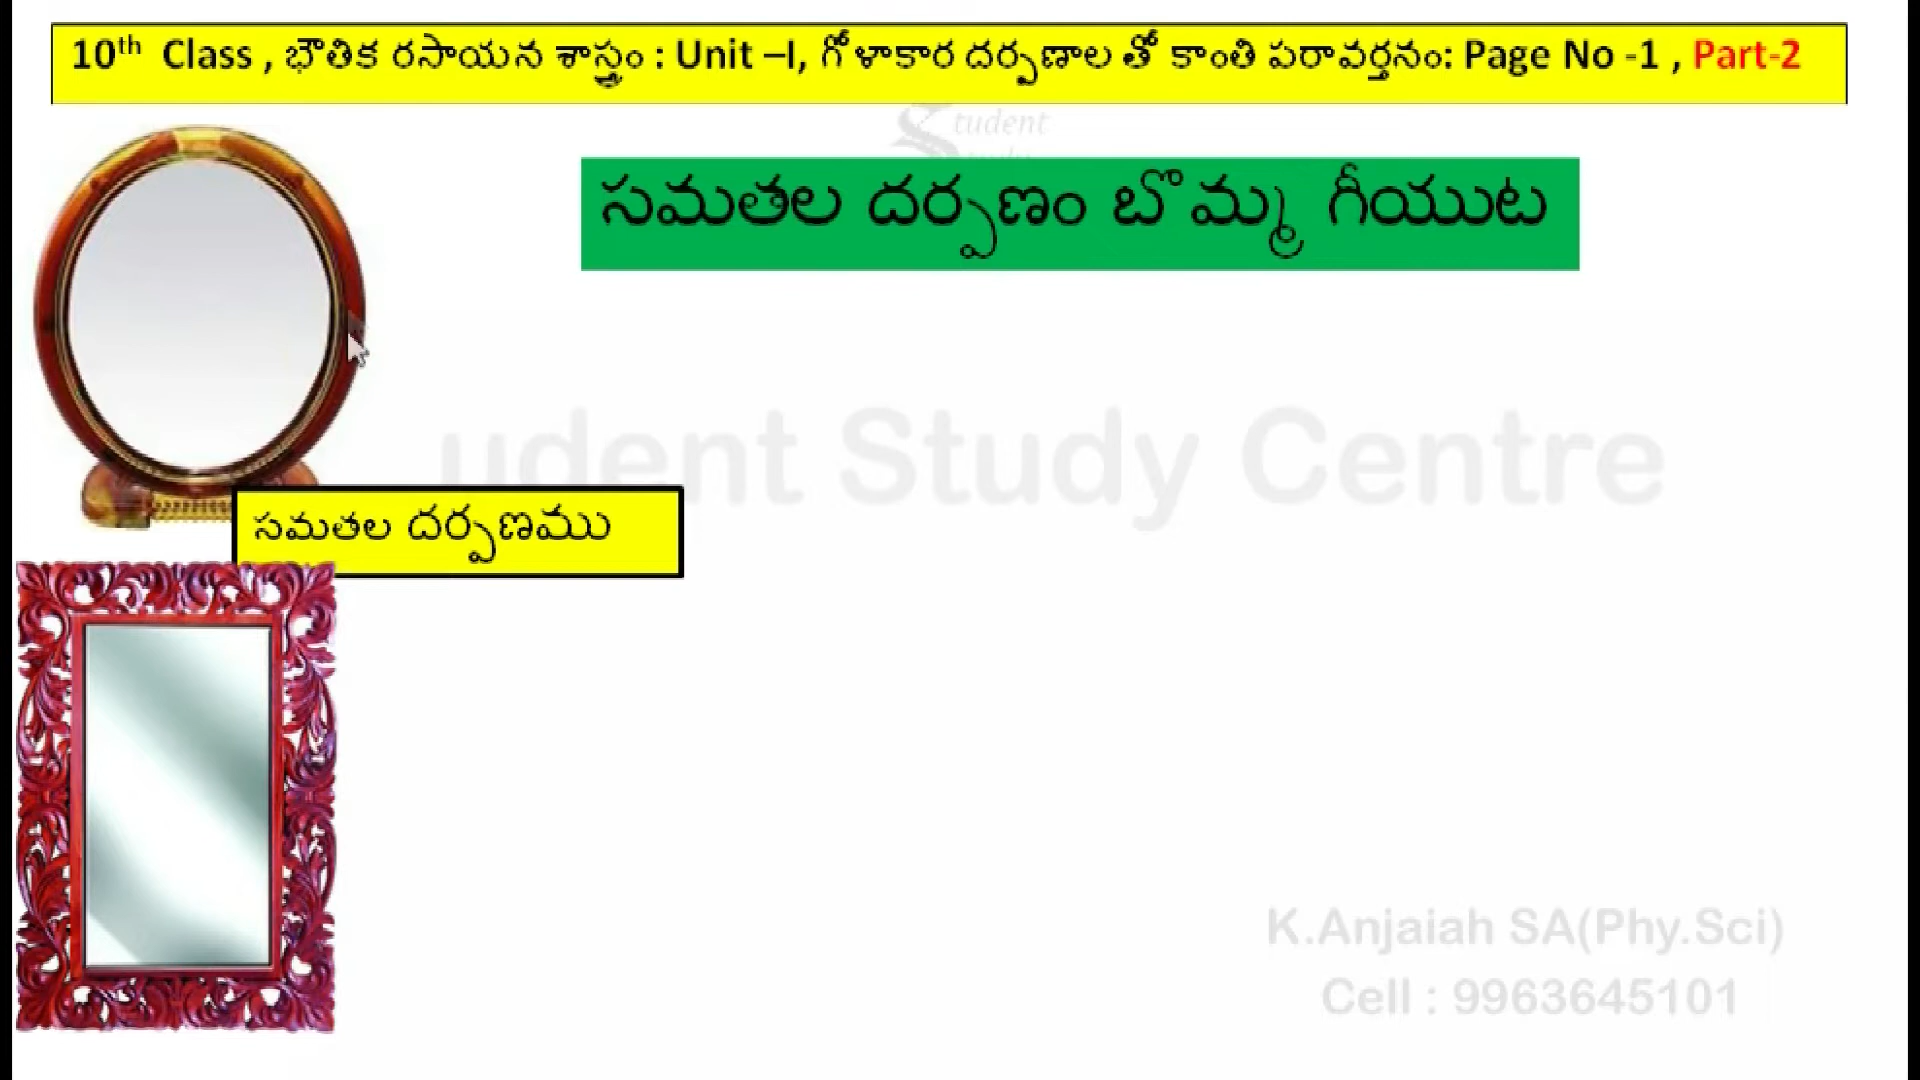 10th Class , భౌతిక రసాయన శాస్త్రం : Unit –I, గోళాకార దర్పణాల తో కాంతి పరావర్తనం: Page No -1 , Part-2
Student
సమతల దర్పణం బొమ్మ గీయుట
udent Study Centre
సమతల దర్పణము
K.Anjaiah SA(Phy.Sci)
Cell : 9963645101